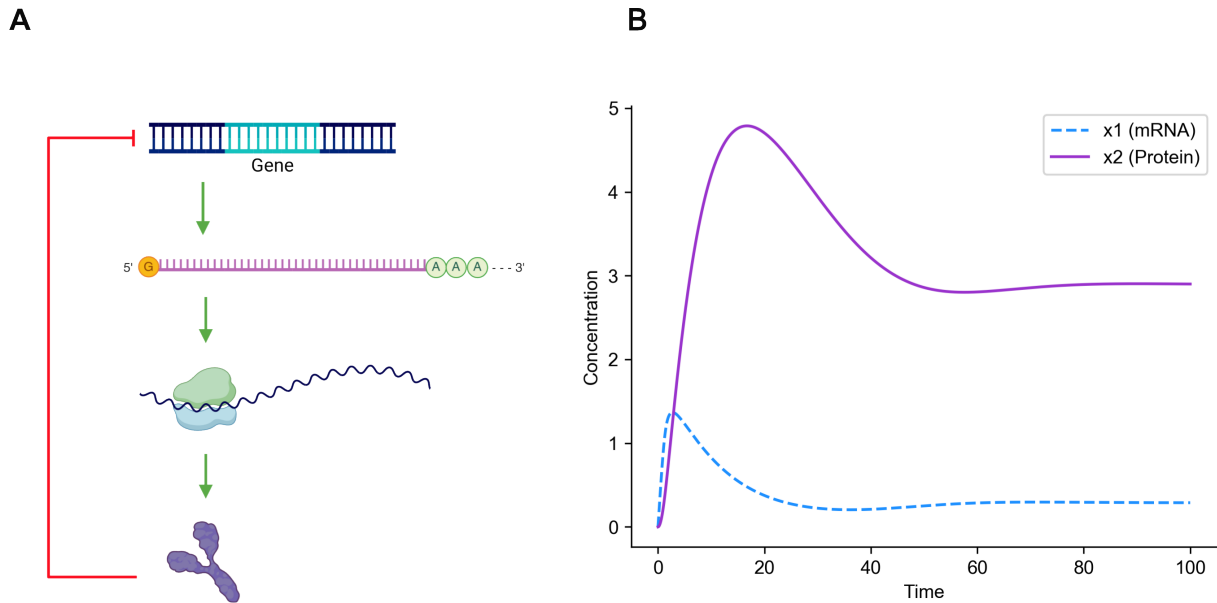 A
B
Gene
5' G A A A - - - 3'
x1 (mRNA)
x2 (Protein)
Concentration
5
4
3
2
1
0
0 20 40 60 80 100
Time